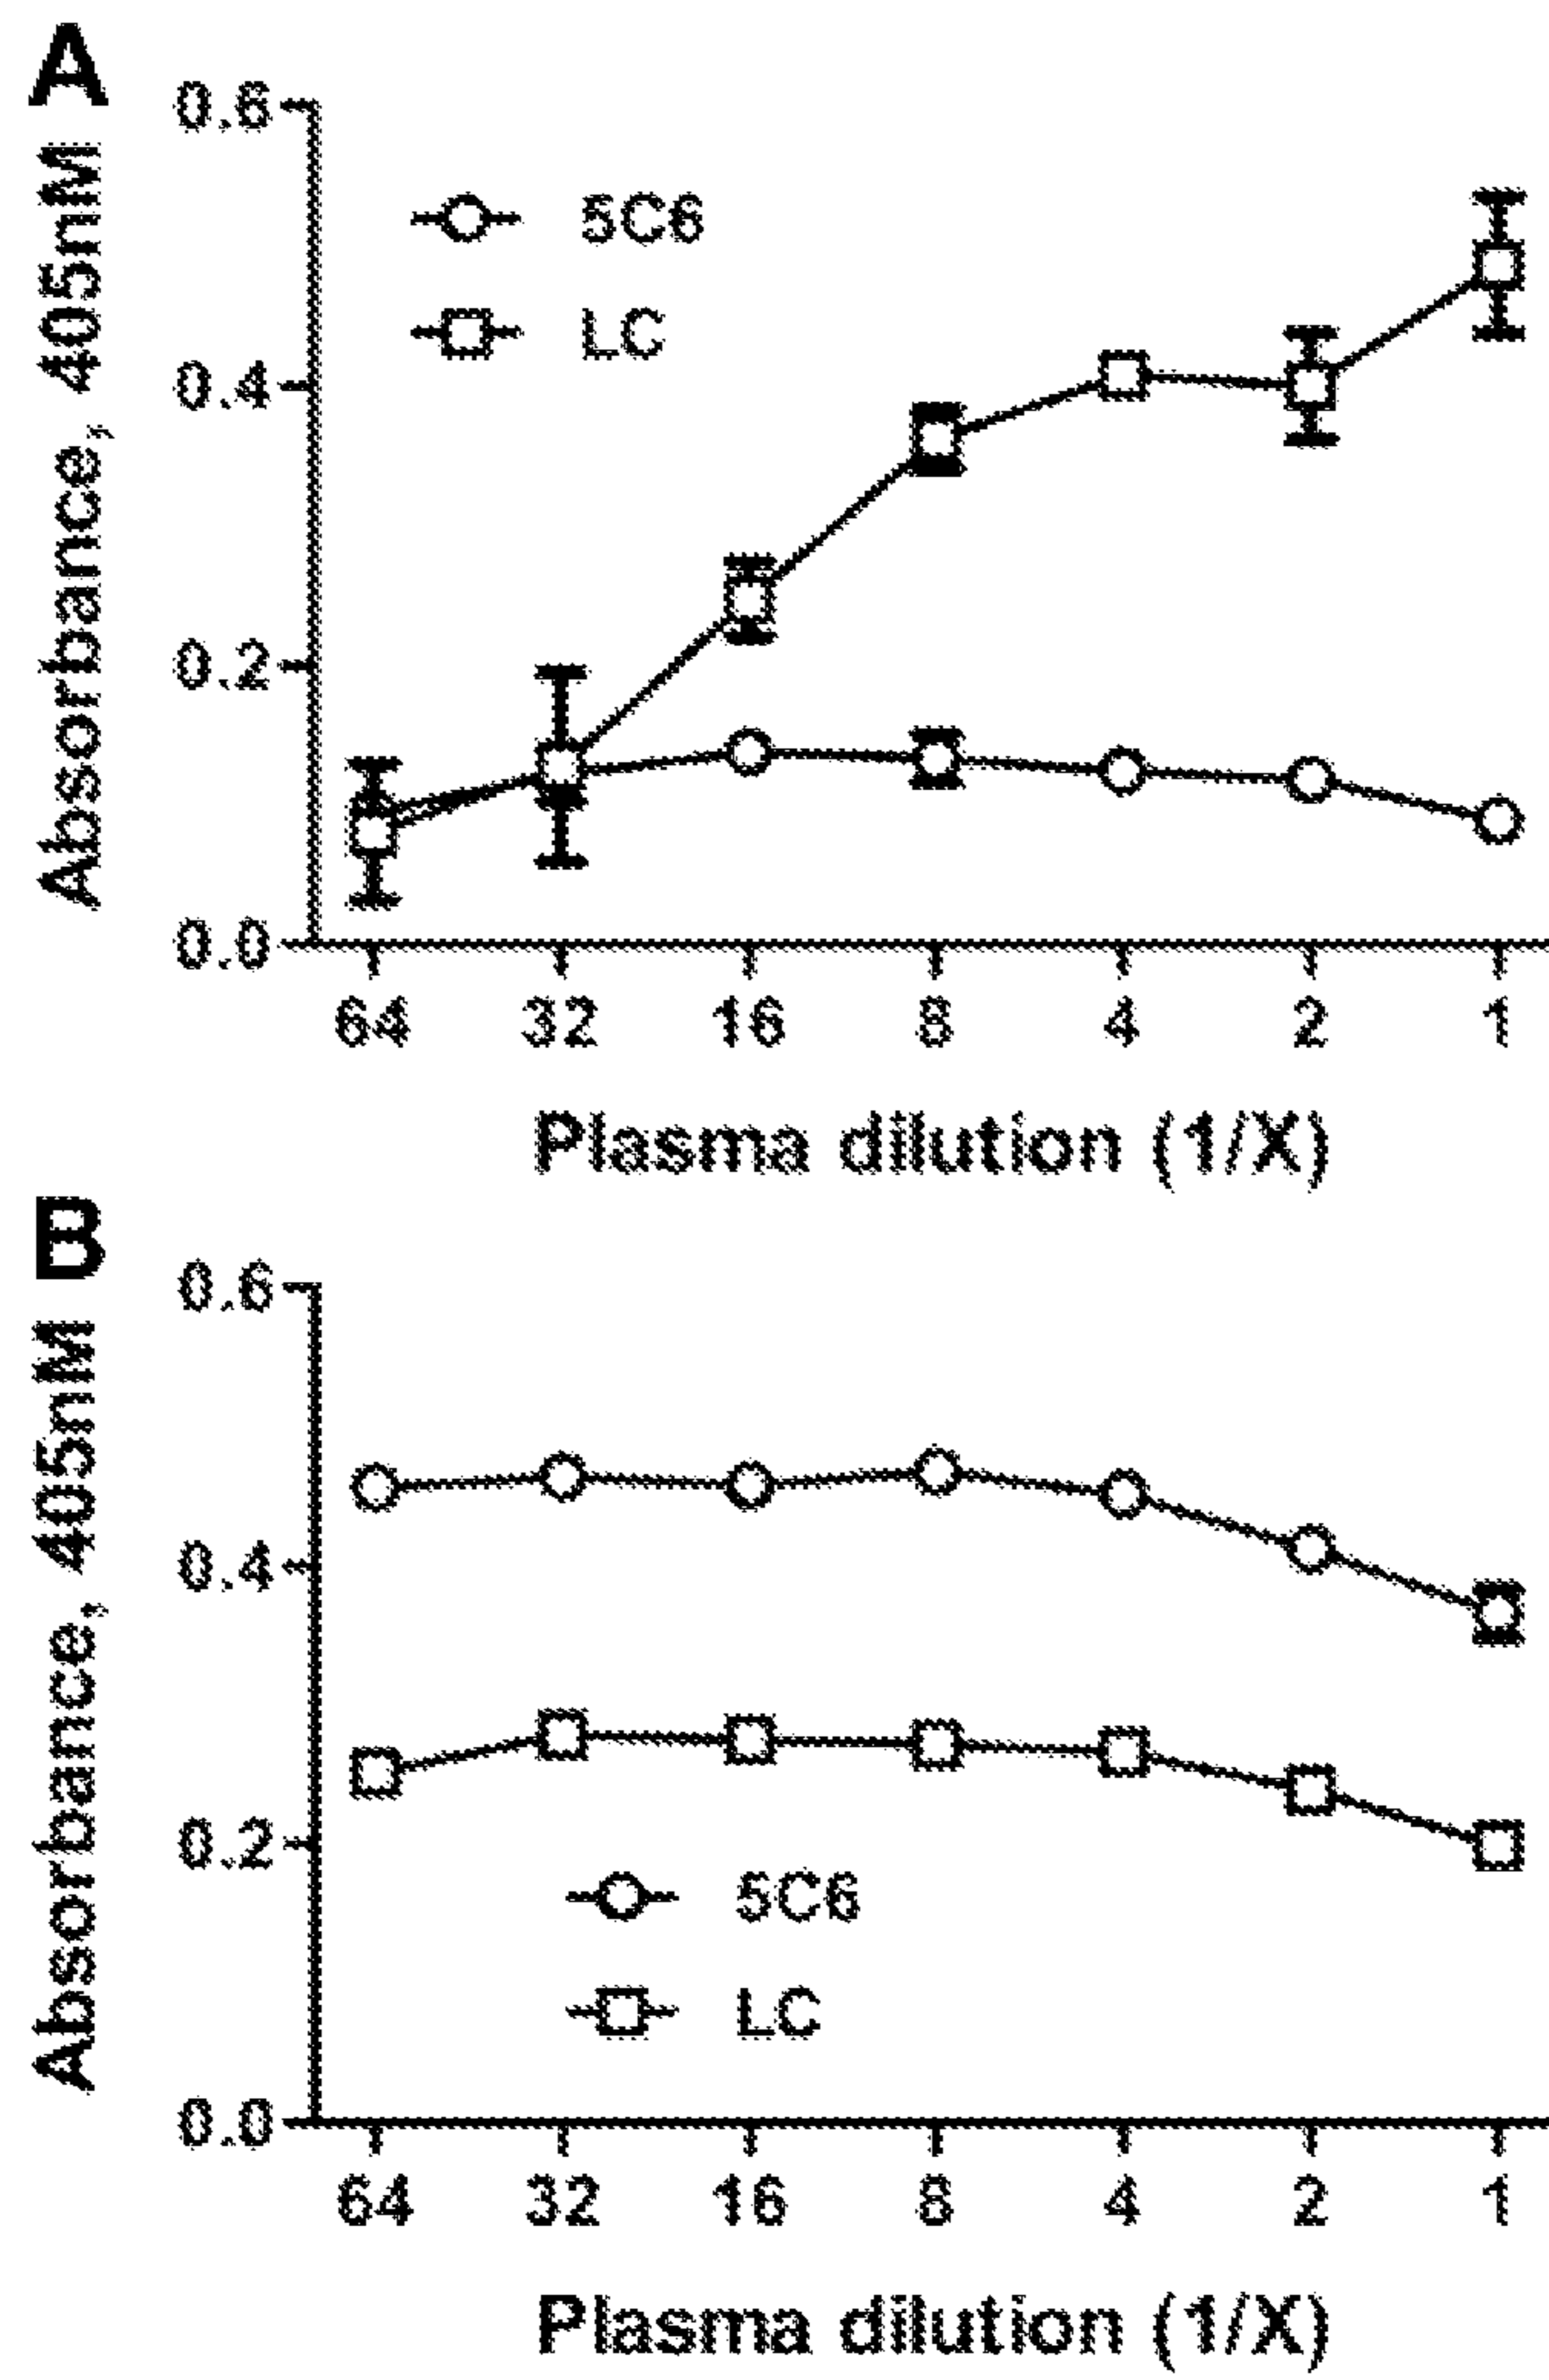 A
0.6
0.4
0.2
0.0
Absorbance, 405nM
5C6
LC
64 32 16 8 4 2 1
Plasma dilution (1/X)
B
0.6
0.4
0.2
0.0
Absorbance, 405nM
5C6
LC
64 32 16 8 4 2 1
Plasma dilution (1/X)